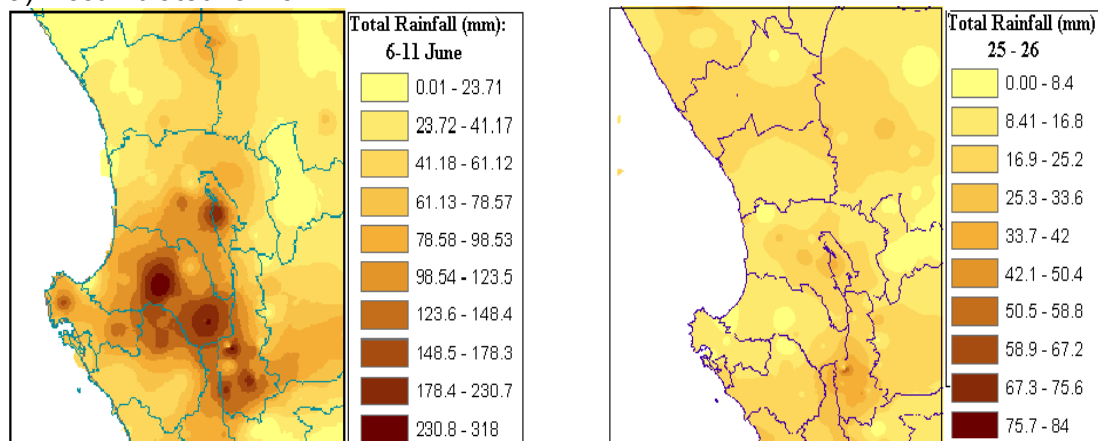 Total Rainfall (mm):
6-11 June
0.01 - 23.71
23.72 - 41.17
41.18 - 61.12
61.13 - 78.57
78.58 - 98.53
98.54 - 123.5
123.6 - 148.4
148.5 - 178.3
178.4 - 230.7
230.8 - 318
Total Rainfall (mm)
25 - 26
0.00 - 8.4
8.41 - 16.8
16.9 - 25.2
25.3 - 33.6
33.7 - 42
42.1 - 50.4
50.5 - 58.8
58.9 - 67.2
67.3 - 75.6
75.7 - 84